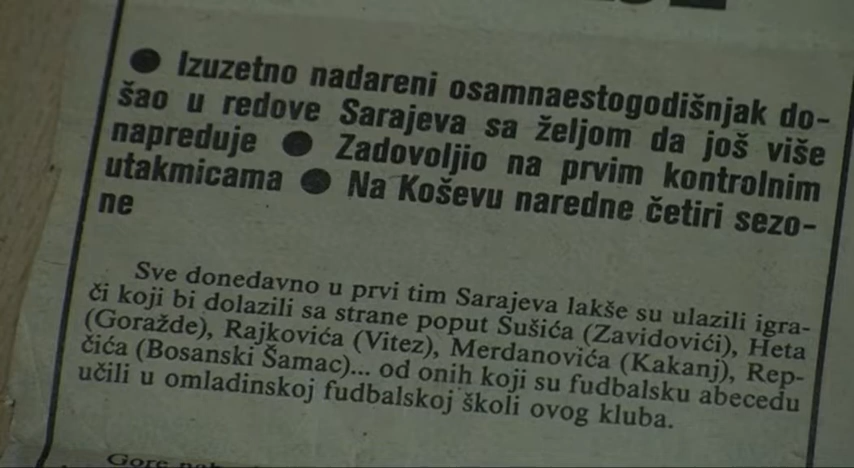 ● Izuzetno nadareni osamnaestogodišnjak do-
šao u redove Sarajeva sa željom da još više
napreduje ● Zadovoljio na prvim kontrolnim
utakmicama ● Na Koševu naredne četiri sezo-
ne
Sve donedavno u prvi tim Sarajeva lakše su ulazili igra-
či koji bi dolazili sa strane poput Sušića (Zavidovići), Heta
(Goražde), Rajkovića (Vitez), Merdanovića (Kakanj), Rep-
čića (Bosanski Šamac)... od onih koji su fudbalsku abecedu
učili u omladinskoj fudbalskoj školi ovog kluba.